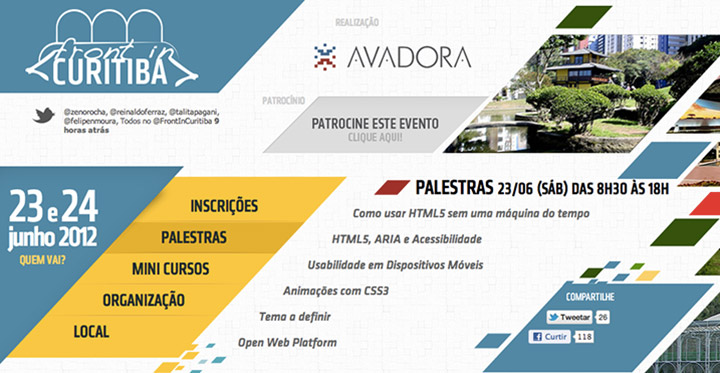 Front in
CURITIBA
REALIZAÇÃO
AVADORA
@zenorocha, @reinaldoferraz, @talitapagani,
@felipenmoura, Todos no @FrontInCuritiba 9
horas atrás
PATROCÍNIO
PATROCINE ESTE EVENTO
CLIQUE AQUI!
23 e 24
junho 2012
QUEM VAI?
INSCRIÇÕES
PALESTRAS
MINI CURSOS
ORGANIZAÇÃO
LOCAL
PALESTRAS 23/06 (SÁB) DAS 8H30 ÀS 18H
Como usar HTML5 sem uma máquina do tempo
HTML5, ARIA e Acessibilidade
Usabilidade em Dispositivos Móveis
Animações com CSS3
Tema a definir
Open Web Platform
COMPARTILHE
Tweetar 26
Curtir 118